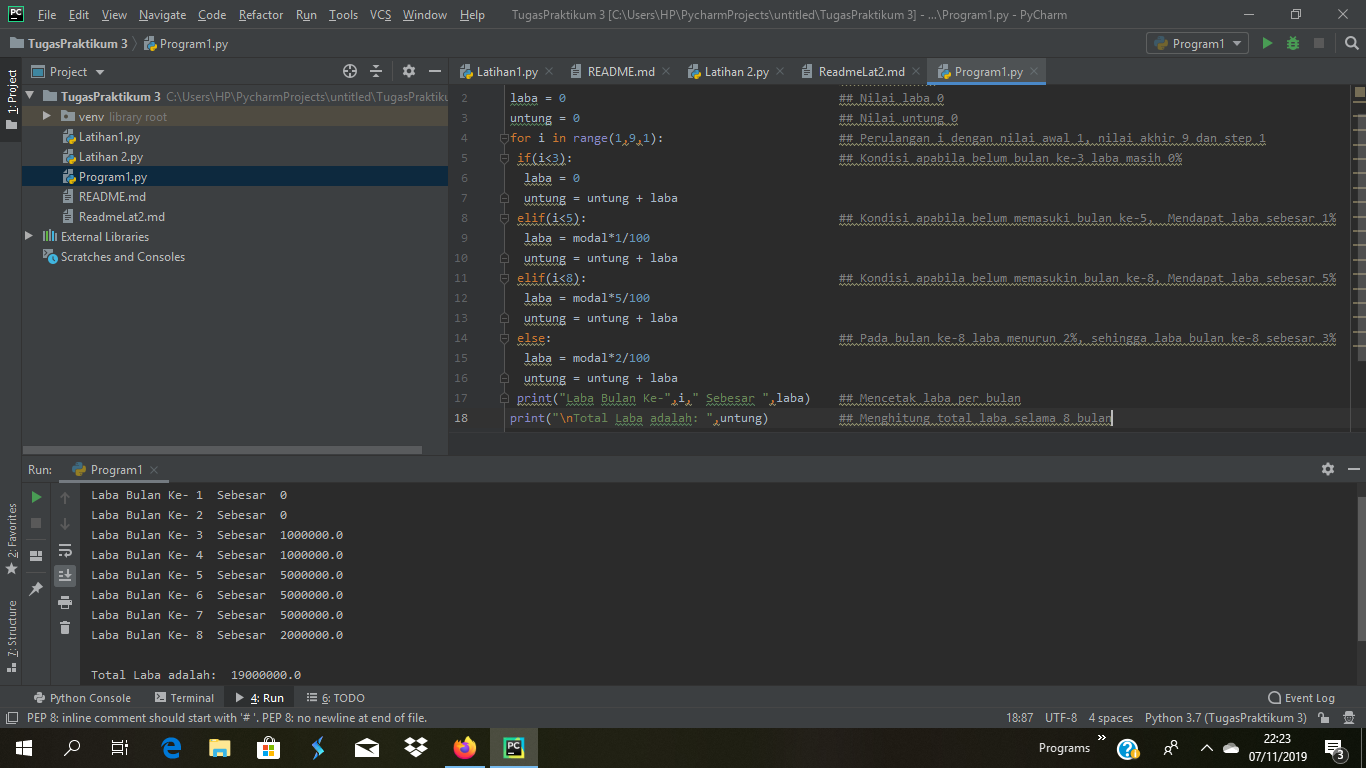 File Edit View Navigate Code Refactor Run Tools VCS Window Help TugasPraktikum 3 [C:\Users\HP\PycharmProjects\untitled\TugasPraktikum 3] - ...\Program1.py - PyCharm
TugasPraktikum 3 Program1.py Program1
1: Project
Project
Latihan1.py README.md Latihan 2.py ReadmeLat2.md Program1.py
TugasPraktikum 3 C:\Users\HP\PycharmProjects\untitled\TugasPraktiku
venv library root
Latihan1.py
Latihan 2.py
Program1.py
README.md
ReadmeLat2.md
External Libraries
Scratches and Consoles
2 laba = 0 ## Nilai laba 0
3 untung = 0 ## Nilai untung 0
4 for i in range(1,9,1): ## Perulangan i dengan nilai awal 1, nilai akhir 9 dan step 1
5 if(i<3): ## Kondisi apabila belum bulan ke-3 laba masih 0%
6 laba = 0
7 untung = untung + laba
8 elif(i<5): ## Kondisi apabila belum memasuki bulan ke-5,  Mendapat laba sebesar 1%
9 laba = modal*1/100
10 untung = untung + laba
11 elif(i<8): ## Kondisi apabila belum memasukin bulan ke-8, Mendapat laba sebesar 5%
12 laba = modal*5/100
13 untung = untung + laba
14 else: ## Pada bulan ke-8 laba menurun 2%, sehingga laba bulan ke-8 sebesar 3%
15 laba = modal*2/100
16 untung = untung + laba
17 print("Laba Bulan Ke-",i," Sebesar ",laba) ## Mencetak laba per bulan
18 print("\nTotal Laba adalah: ",untung) ## Menghitung total laba selama 8 bulan
Run: Program1
Laba Bulan Ke- 1  Sebesar  0
Laba Bulan Ke- 2  Sebesar  0
Laba Bulan Ke- 3  Sebesar  1000000.0
Laba Bulan Ke- 4  Sebesar  1000000.0
Laba Bulan Ke- 5  Sebesar  5000000.0
Laba Bulan Ke- 6  Sebesar  5000000.0
Laba Bulan Ke- 7  Sebesar  5000000.0
Laba Bulan Ke- 8  Sebesar  2000000.0
Total Laba adalah:  19000000.0
2: Favorites
7: Structure
Python Console Terminal 4: Run 6: TODO Event Log
PEP 8: inline comment should start with '# '. PEP 8: no newline at end of file. 18:87 UTF-8 4 spaces Python 3.7 (TugasPraktikum 3)
Programs 22:23
07/11/2019 3